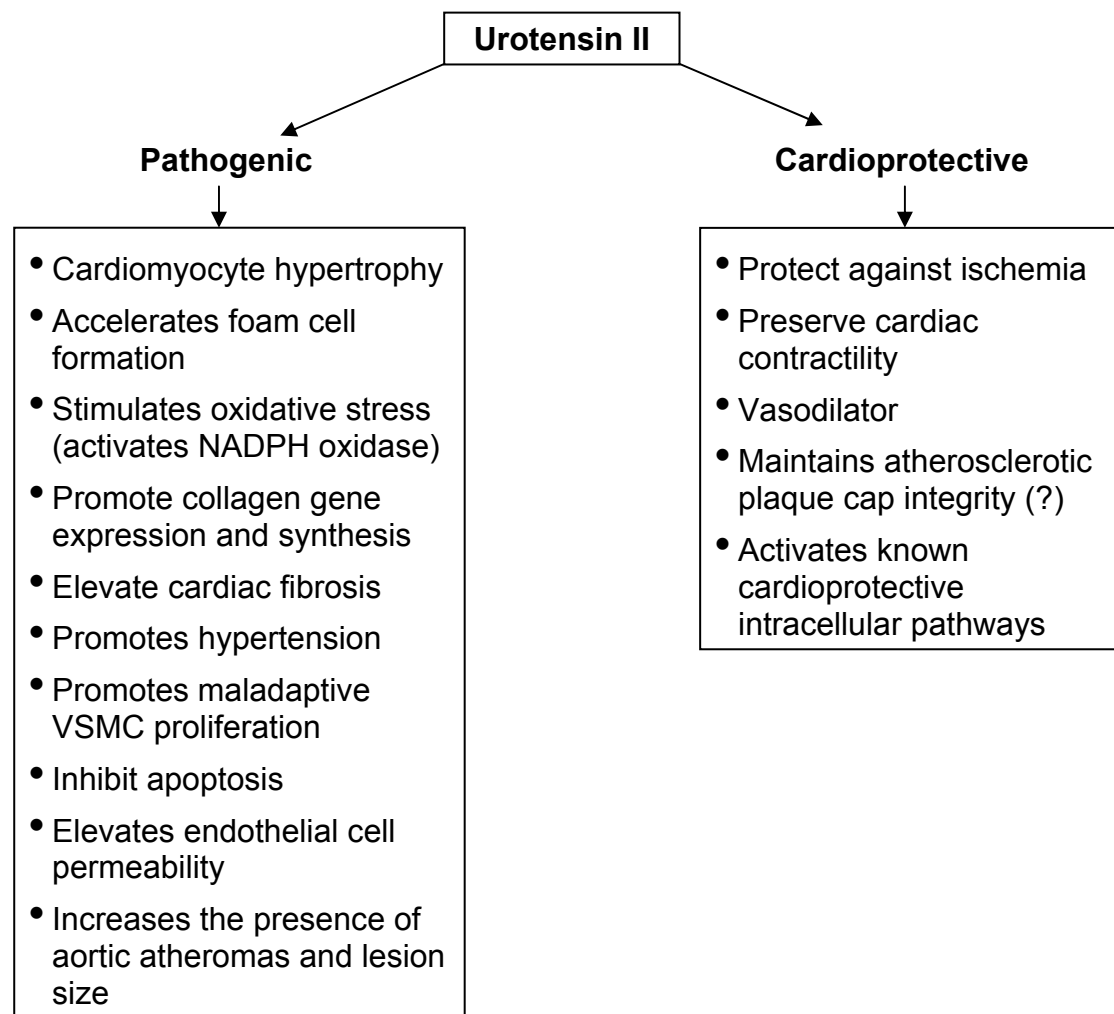 Urotensin II
Pathogenic
Cardioprotective
• Cardiomyocyte hypertrophy
• Accelerates foam cell
formation
• Stimulates oxidative stress
(activates NADPH oxidase)
• Promote collagen gene
expression and synthesis
• Elevate cardiac fibrosis
• Promotes hypertension
• Promotes maladaptive
VSMC proliferation
• Inhibit apoptosis
• Elevates endothelial cell
permeability
• Increases the presence of
aortic atheromas and lesion
size
• Protect against ischemia
• Preserve cardiac
contractility
• Vasodilator
• Maintains atherosclerotic
plaque cap integrity (?)
• Activates known
cardioprotective
intracellular pathways